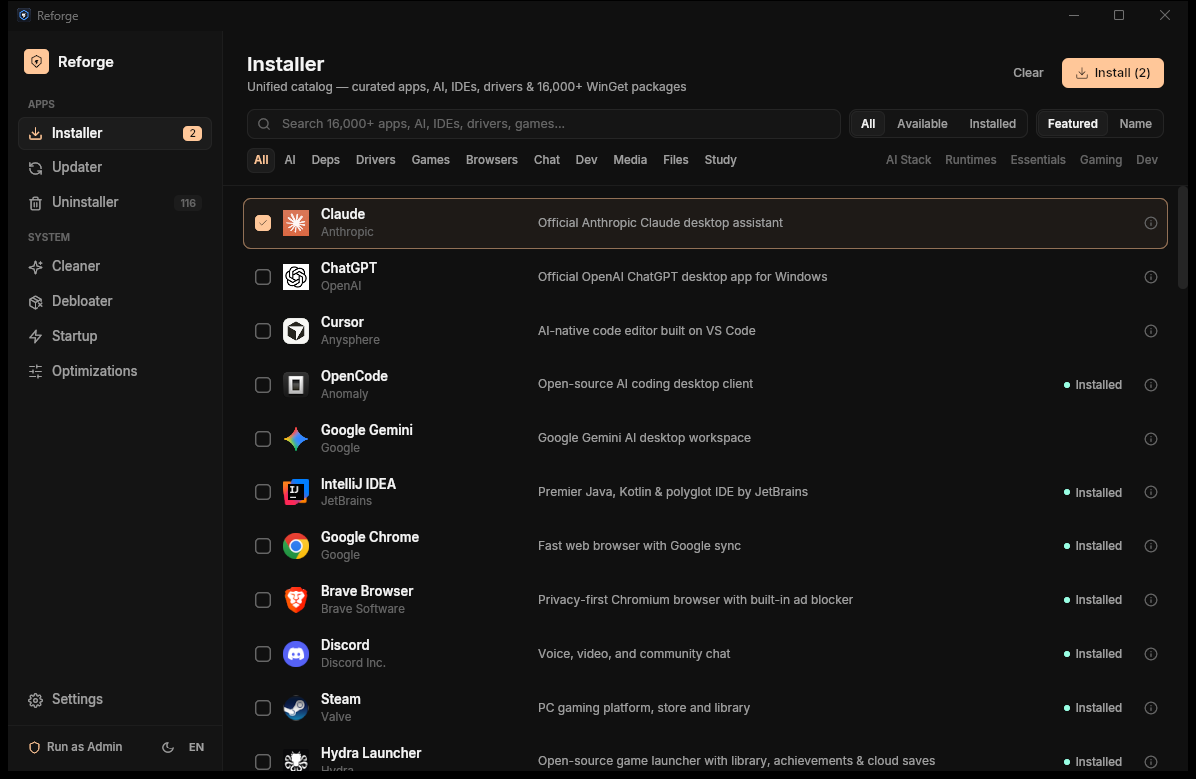 Reforge
Reforge
APPS
Installer 2
Updater
Uninstaller 116
SYSTEM
Cleaner
Debloater
Startup
Optimizations
Settings
Run as Admin EN
Installer
Unified catalog — curated apps, AI, IDEs, drivers & 16,000+ WinGet packages
Clear Install (2)
Search 16,000+ apps, AI, IDEs, drivers, games...
All Available Installed Featured Name
All AI Deps Drivers Games Browsers Chat Dev Media Files Study AI Stack Runtimes Essentials Gaming Dev
Claude
Anthropic
Official Anthropic Claude desktop assistant
ChatGPT
OpenAI
Official OpenAI ChatGPT desktop app for Windows
Cursor
Anysphere
AI-native code editor built on VS Code
OpenCode
Anomaly
Open-source AI coding desktop client
Installed
Google Gemini
Google
Google Gemini AI desktop workspace
IntelliJ IDEA
JetBrains
Premier Java, Kotlin & polyglot IDE by JetBrains
Installed
IJ
Google Chrome
Google
Fast web browser with Google sync
Installed
Brave Browser
Brave Software
Privacy-first Chromium browser with built-in ad blocker
Installed
Discord
Discord Inc.
Voice, video, and community chat
Installed
Steam
Valve
PC gaming platform, store and library
Installed
Hydra Launcher
Hydra
Open-source game launcher with library, achievements & cloud saves
Installed